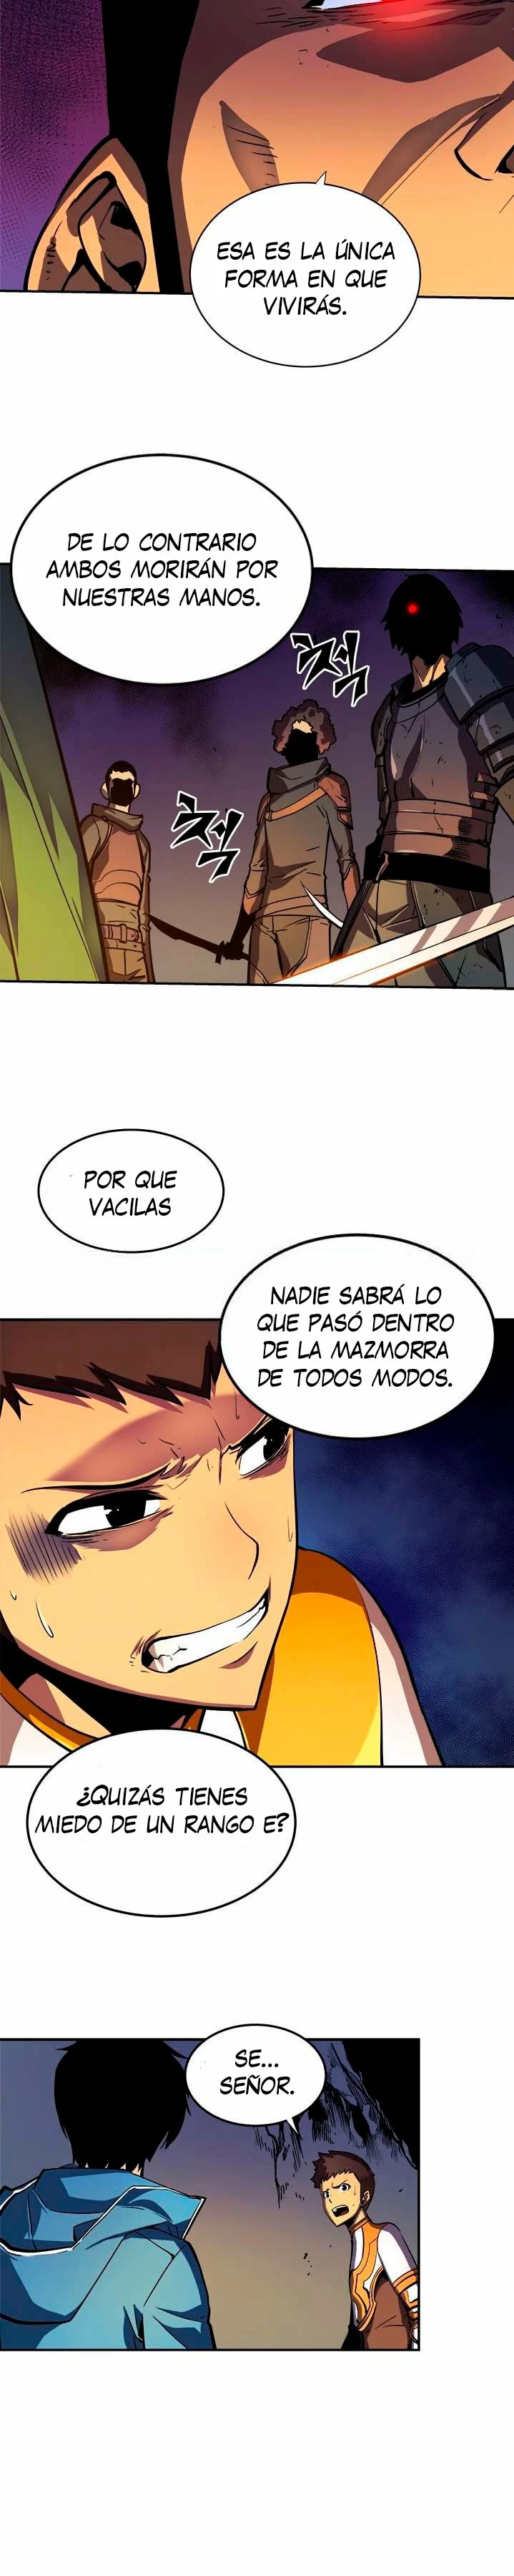 ESA ES LA ÚNICA
FORMA EN QUE
VIVIRÁS.
DE LO CONTRARIO
AMBOS MORIRÁN POR
NUESTRAS MANOS.
척
척
POR QUE
VACILAS
NADIE SABRÁ LO
QUE PASÓ DENTRO
DE LA MAZMORRA
DE TODOS MODOS.
¿QUIZÁS TIENES
MIEDO DE UN RANGO E?
SE...
SEÑOR.